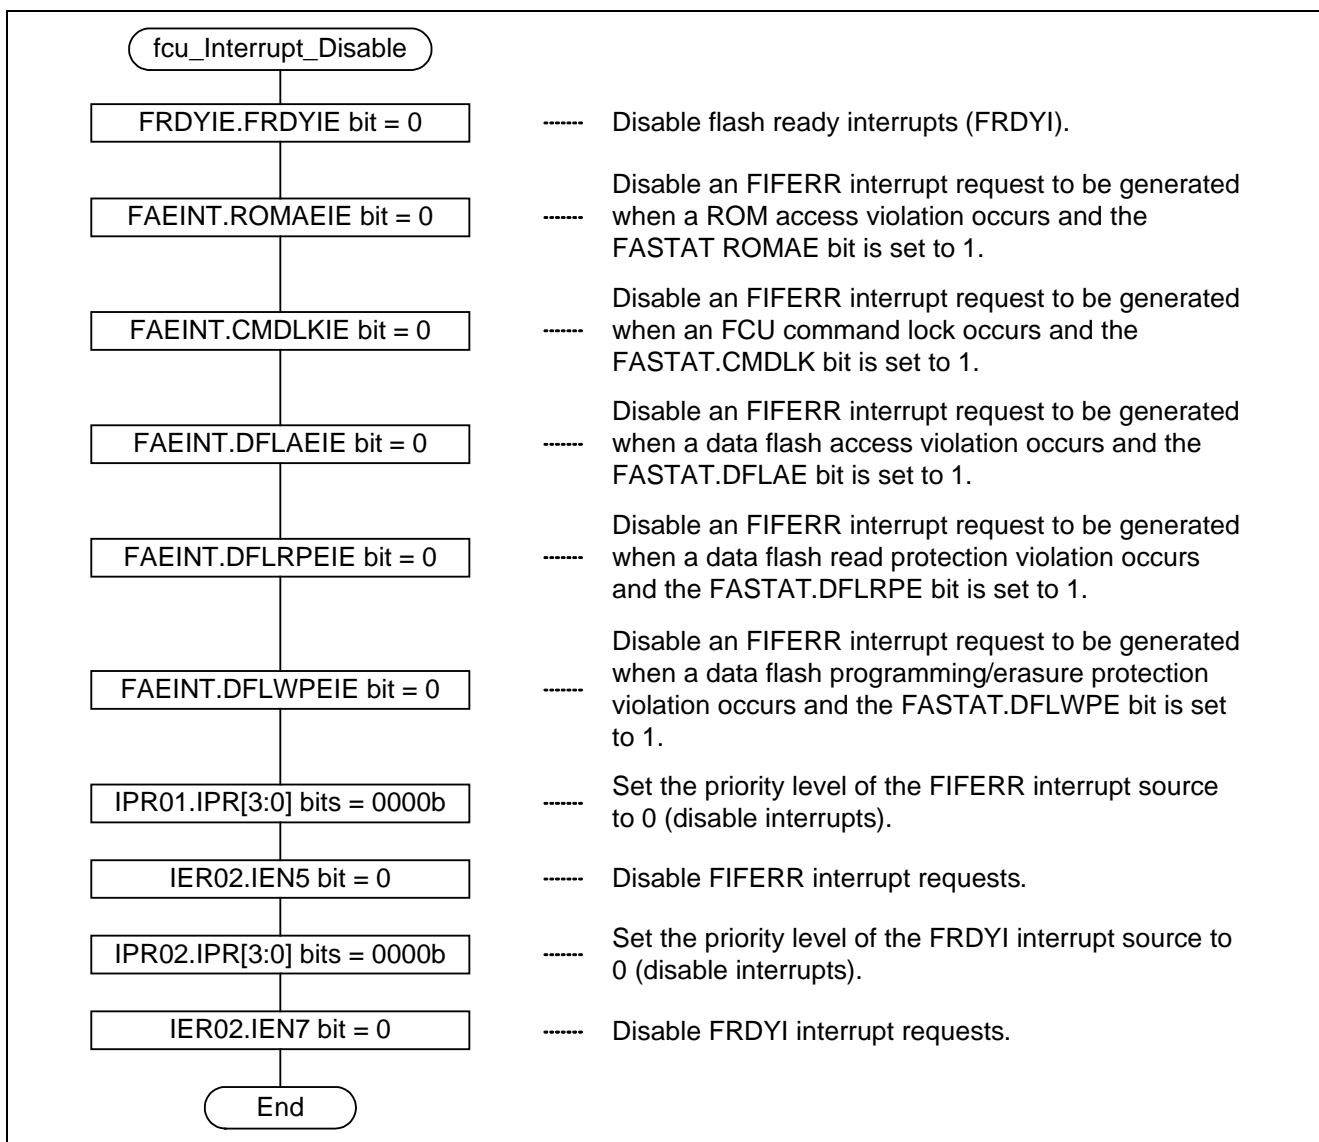 fcu_Interrupt_Disable
FRDYIE.FRDYIE bit = 0
Disable flash ready interrupts (FRDYI).
FAEINT.ROMAEIE bit = 0
Disable an FIFERR interrupt request to be generated
when a ROM access violation occurs and the
FASTAT ROMAE bit is set to 1.
FAEINT.CMDLKIE bit = 0
Disable an FIFERR interrupt request to be generated
when an FCU command lock occurs and the
FASTAT.CMDLK bit is set to 1.
FAEINT.DFLAEIE bit = 0
Disable an FIFERR interrupt request to be generated
when a data flash access violation occurs and the
FASTAT.DFLAE bit is set to 1.
FAEINT.DFLRPEIE bit = 0
Disable an FIFERR interrupt request to be generated
when a data flash read protection violation occurs
and the FASTAT.DFLRPE bit is set to 1.
FAEINT.DFLWPEIE bit = 0
Disable an FIFERR interrupt request to be generated
when a data flash programming/erasure protection
violation occurs and the FASTAT.DFLWPE bit is set
to 1.
IPR01.IPR[3:0] bits = 0000b
Set the priority level of the FIFERR interrupt source
to 0 (disable interrupts).
IER02.IEN5 bit = 0
Disable FIFERR interrupt requests.
IPR02.IPR[3:0] bits = 0000b
Set the priority level of the FRDYI interrupt source to
0 (disable interrupts).
IER02.IEN7 bit = 0
Disable FRDYI interrupt requests.
End